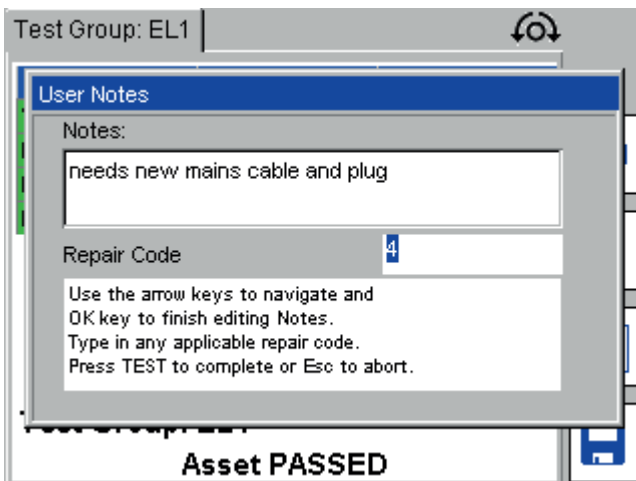 Test Group: EL1
User Notes
Notes:
needs new mains cable and plug
Repair Code
4
Use the arrow keys to navigate and
OK key to finish editing Notes.
Type in any applicable repair code.
Press TEST to complete or Esc to abort.
Asset PASSED